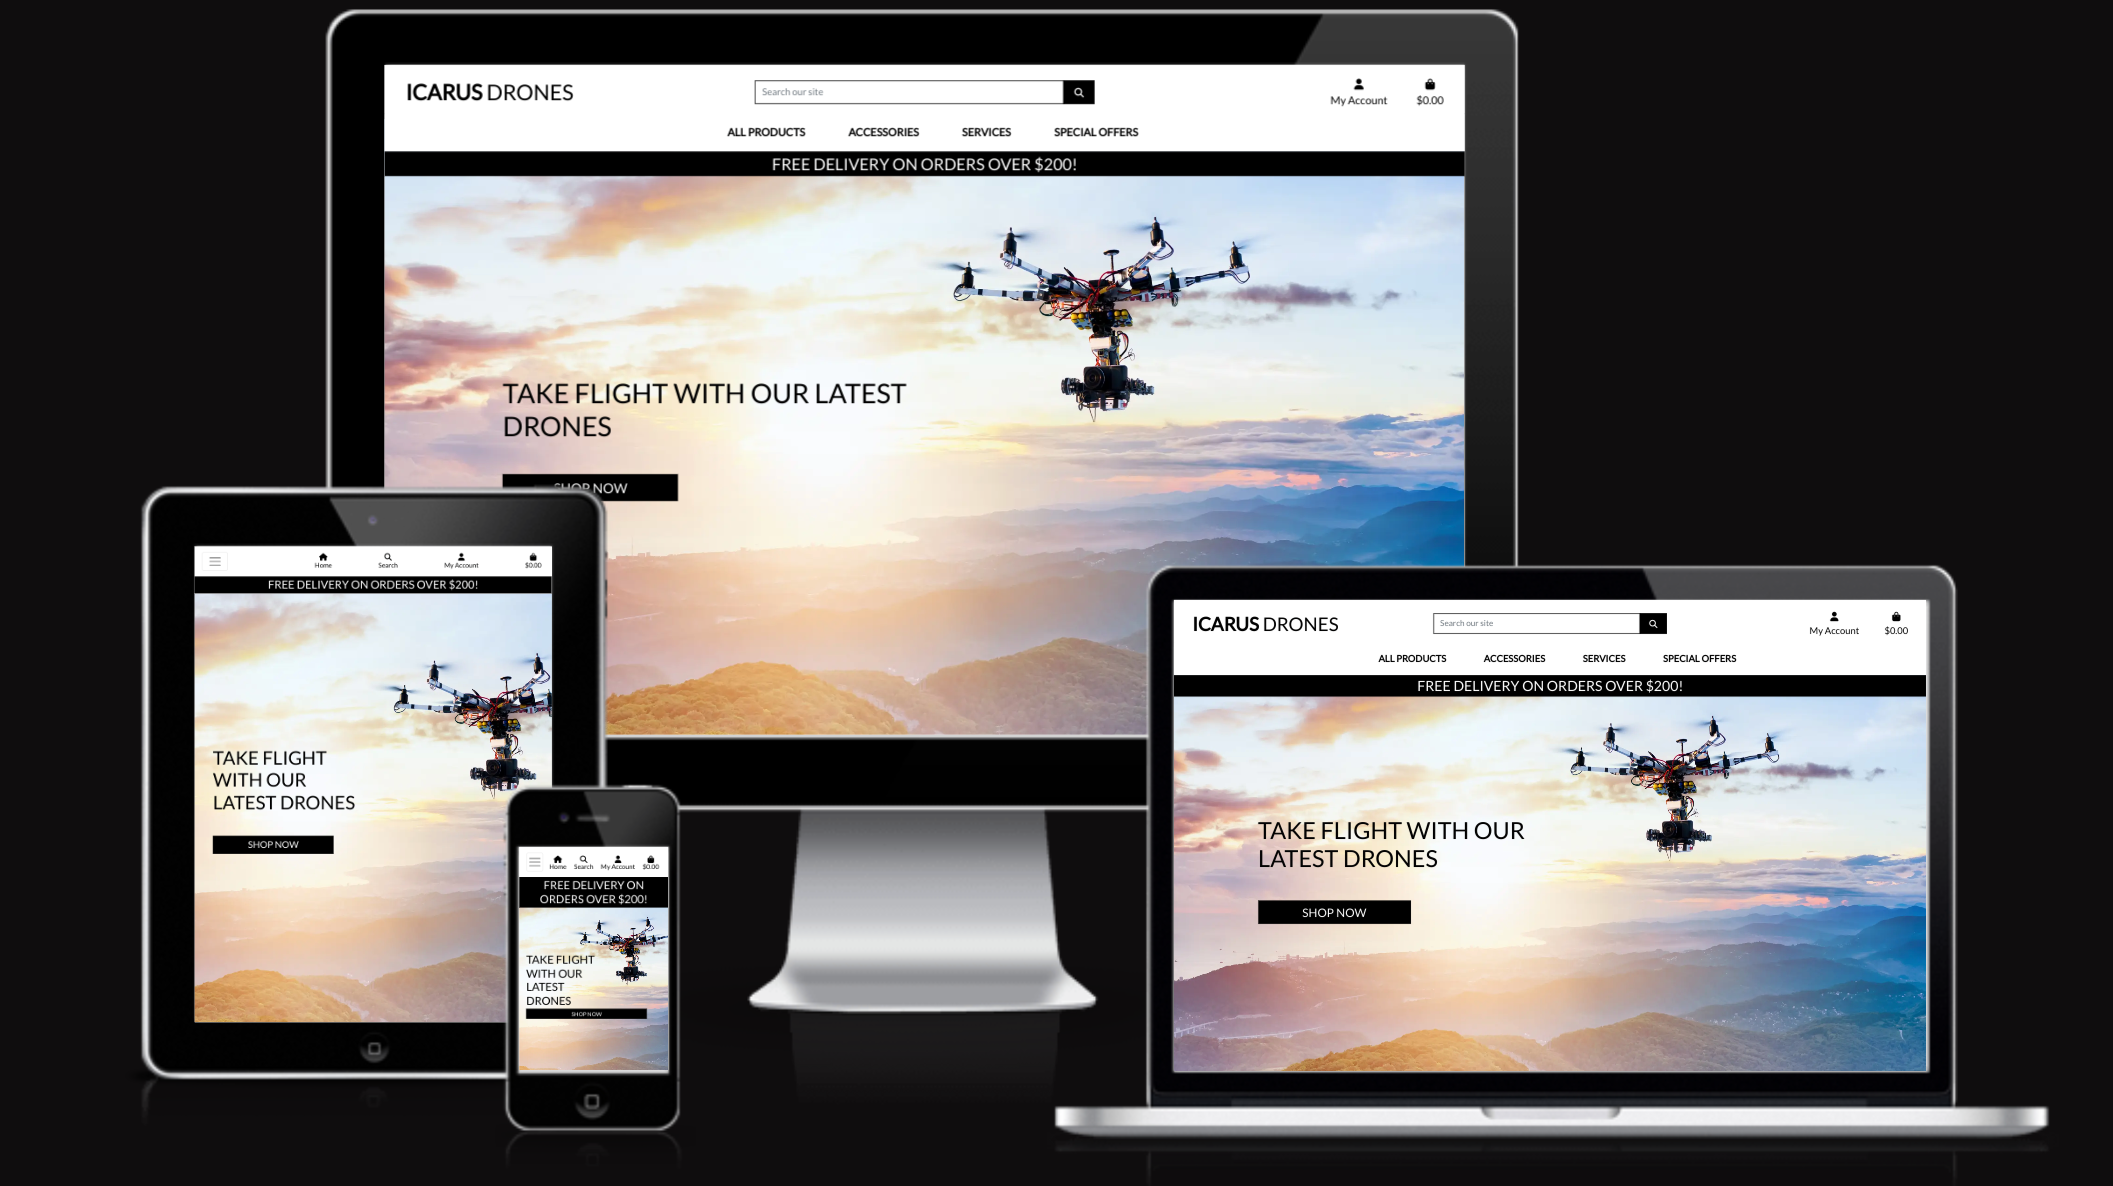 ICARUS DRONES
Search our site
My Account
$0.00
ALL PRODUCTS ACCESSORIES SERVICES SPECIAL OFFERS
FREE DELIVERY ON ORDERS OVER $200!
TAKE FLIGHT WITH OUR LATEST
DRONES
SHOP NOW
Home
Search
My Account
$0.00
FREE DELIVERY ON ORDERS OVER $200!
TAKE FLIGHT
WITH OUR
LATEST DRONES
SHOP NOW
Home
Search
My Account
$0.00
FREE DELIVERY ON
ORDERS OVER $200!
TAKE FLIGHT
WITH OUR
LATEST
DRONES
SHOP NOW
ICARUS DRONES
Search our site
My Account
$0.00
ALL PRODUCTS ACCESSORIES SERVICES SPECIAL OFFERS
FREE DELIVERY ON ORDERS OVER $200!
TAKE FLIGHT WITH OUR
LATEST DRONES
SHOP NOW